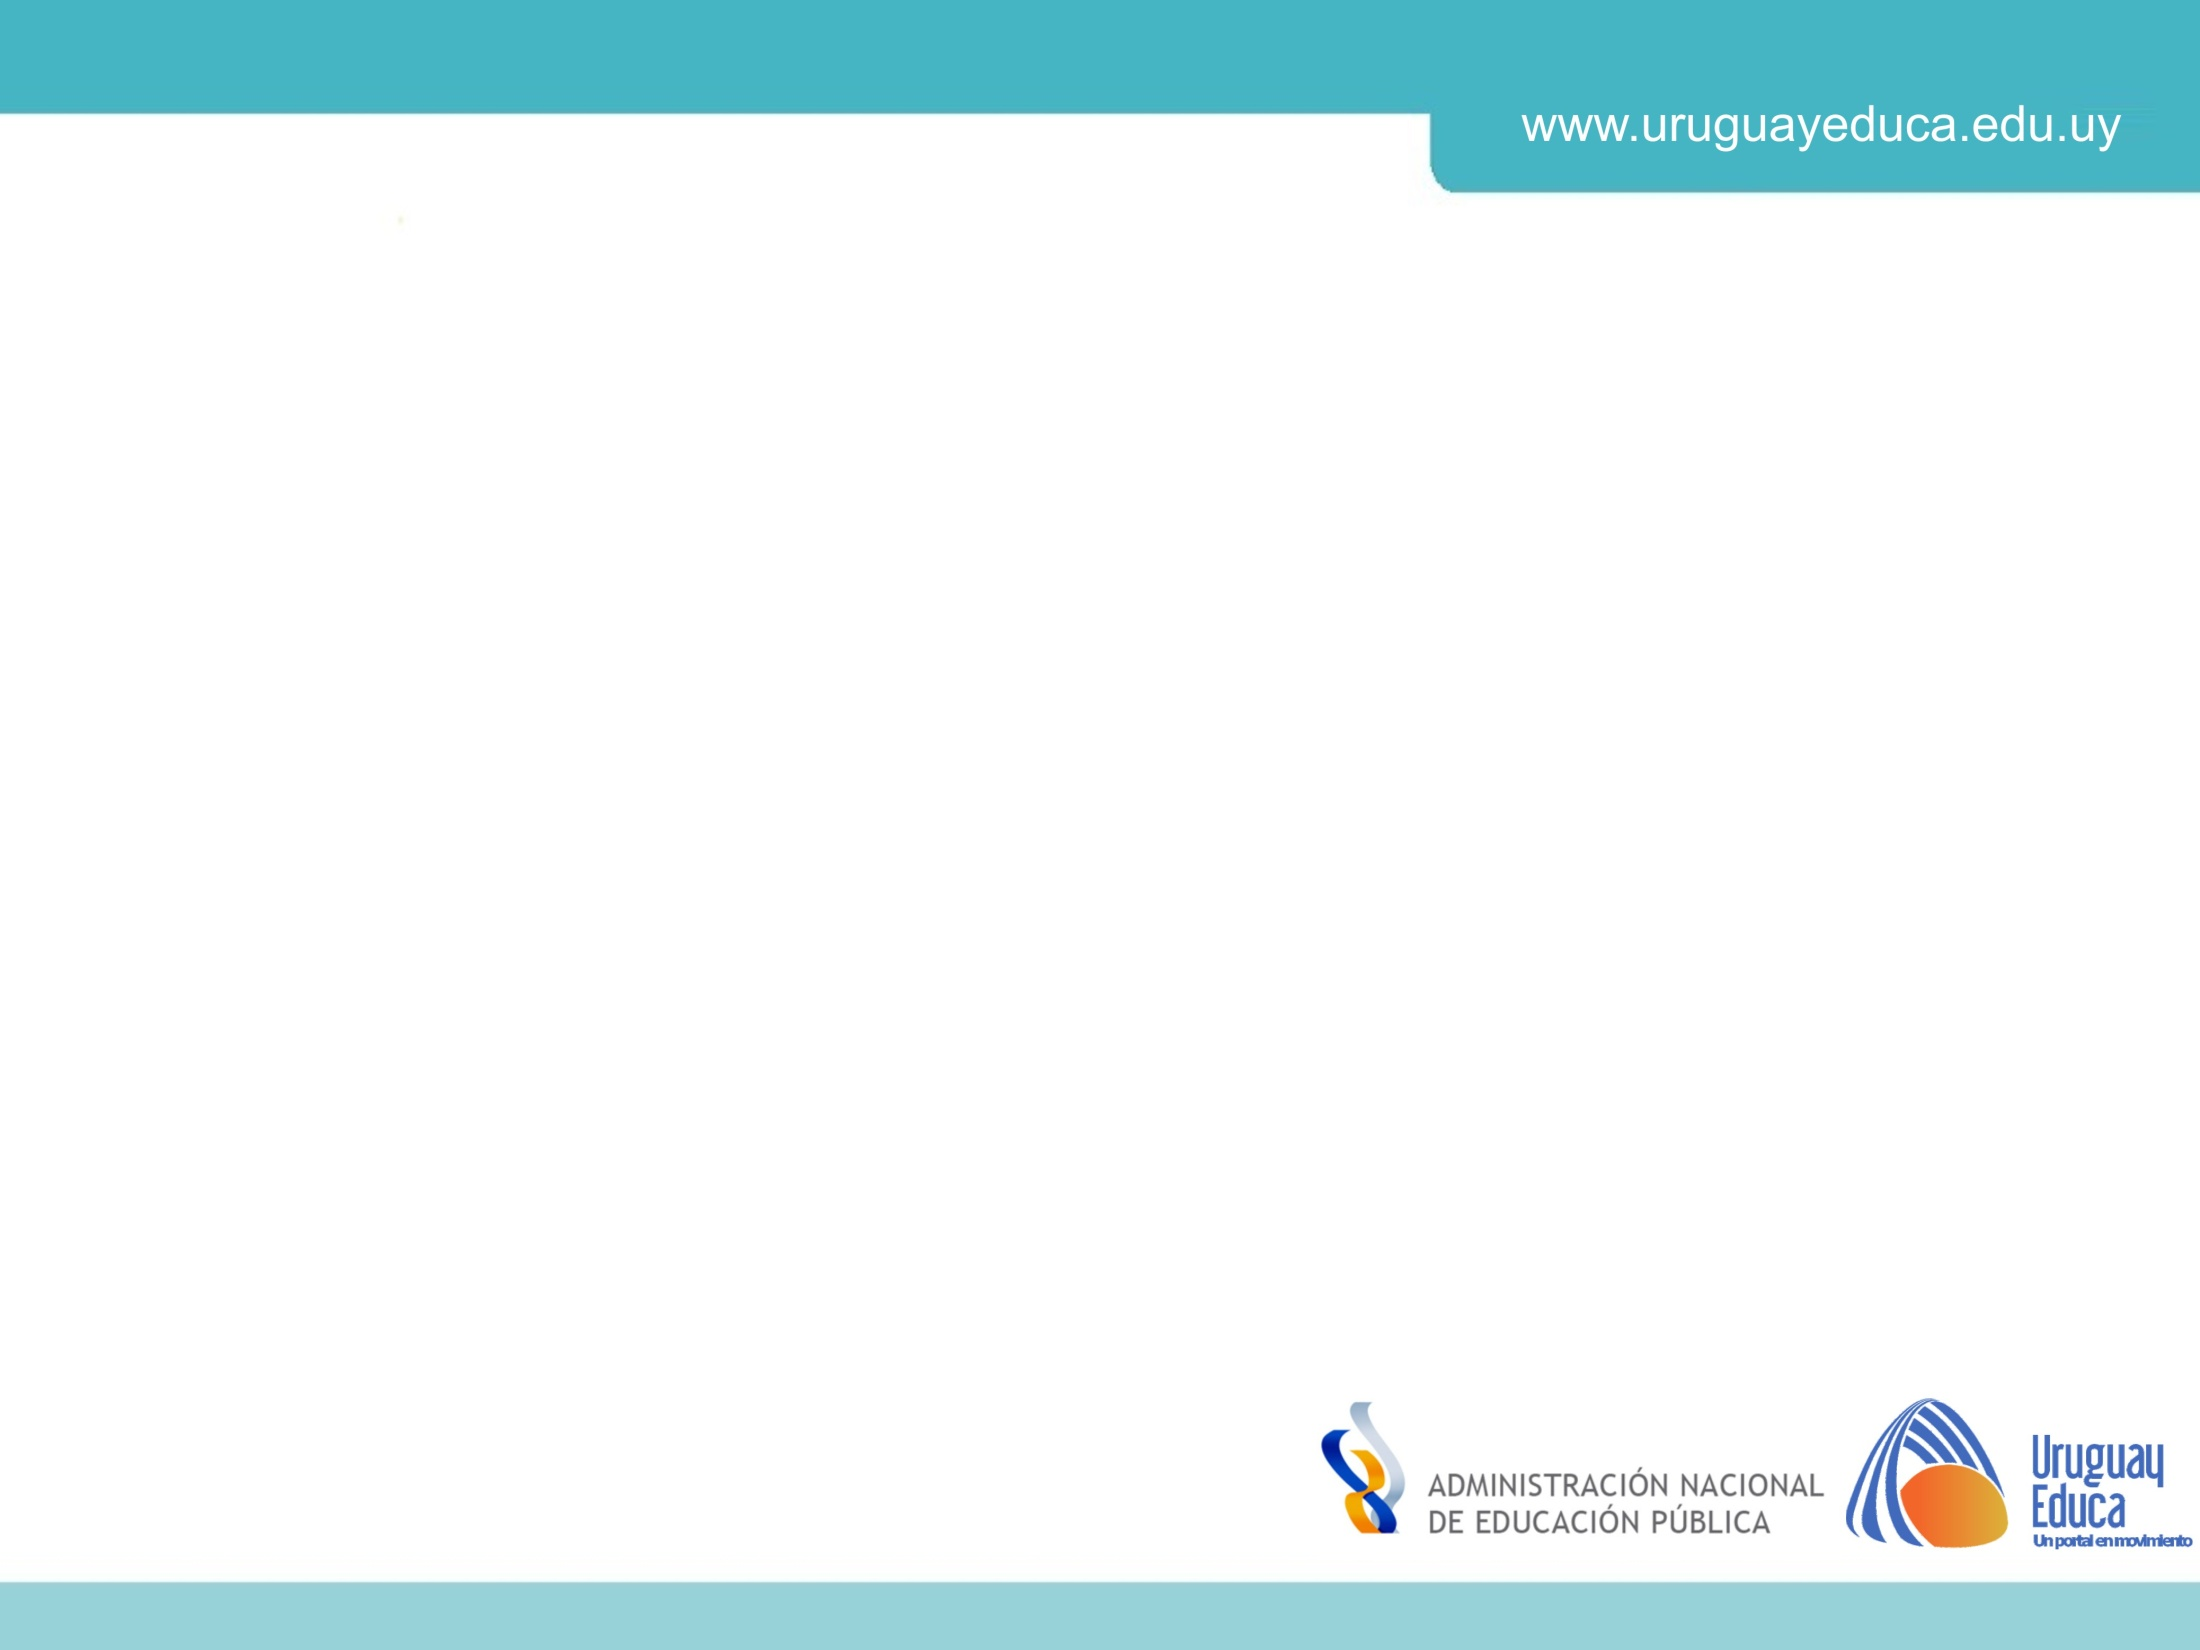 www.uruguayeduca.edu.uy
ADMINISTRACIÓN NACIONAL
DE EDUCACIÓN PÚBLICA
Uruguay
Educa
Un portal en movimiento